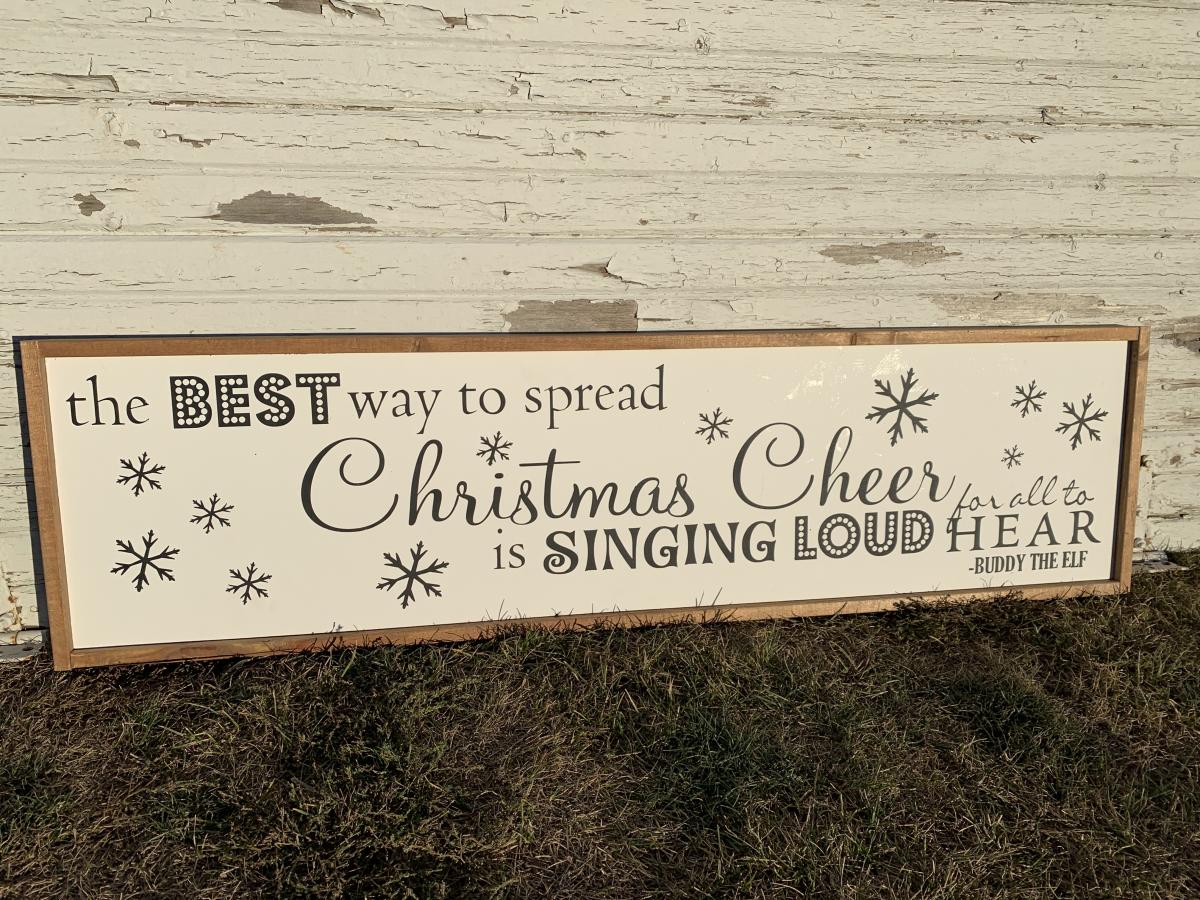 the BEST way to spread
Christmas Cheer
is SINGING LOUD for all to
HEAR
-BUDDY THE ELF